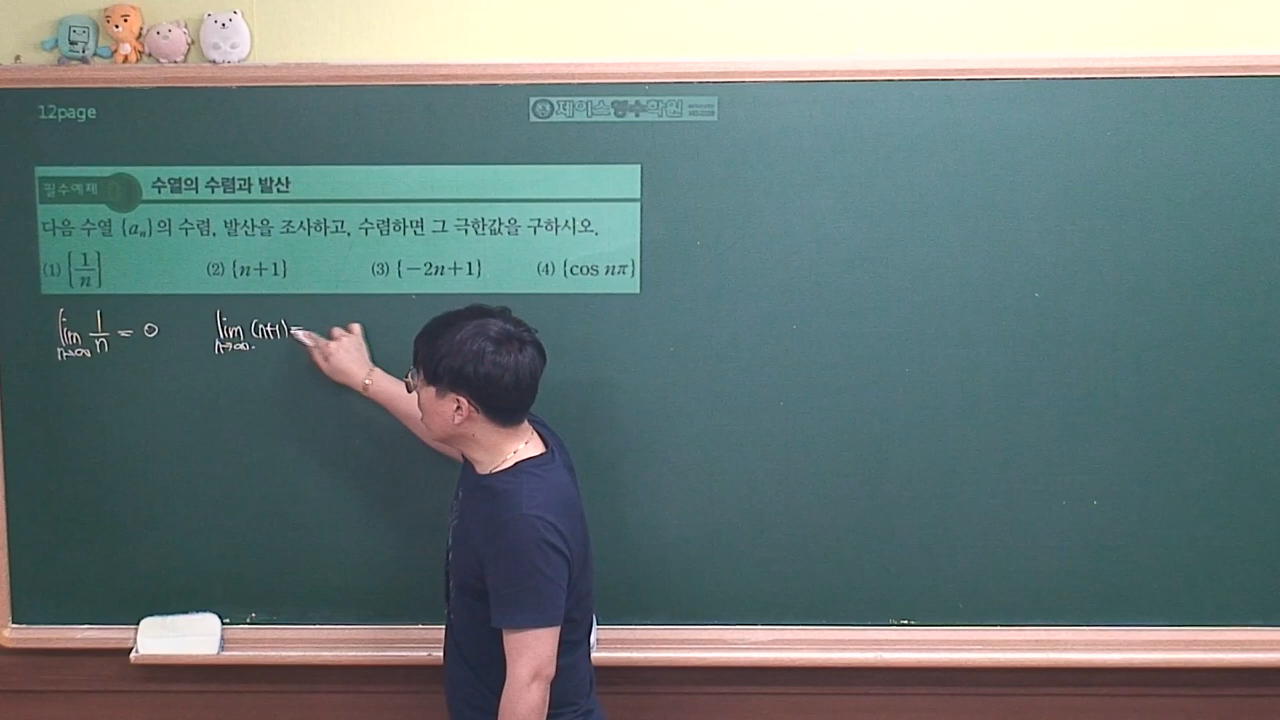 12page
제이스영수학원
필수예제
수열의 수렴과 발산
다음 수열 {aₙ}의 수렴, 발산을 조사하고, 수렴하면 그 극한값을 구하시오.
(1) {1/n} (2) {n+1} (3) {-2n+1} (4) {cos nπ}
lim n→∞ 1/n = 0 lim n→∞ (n+1) =